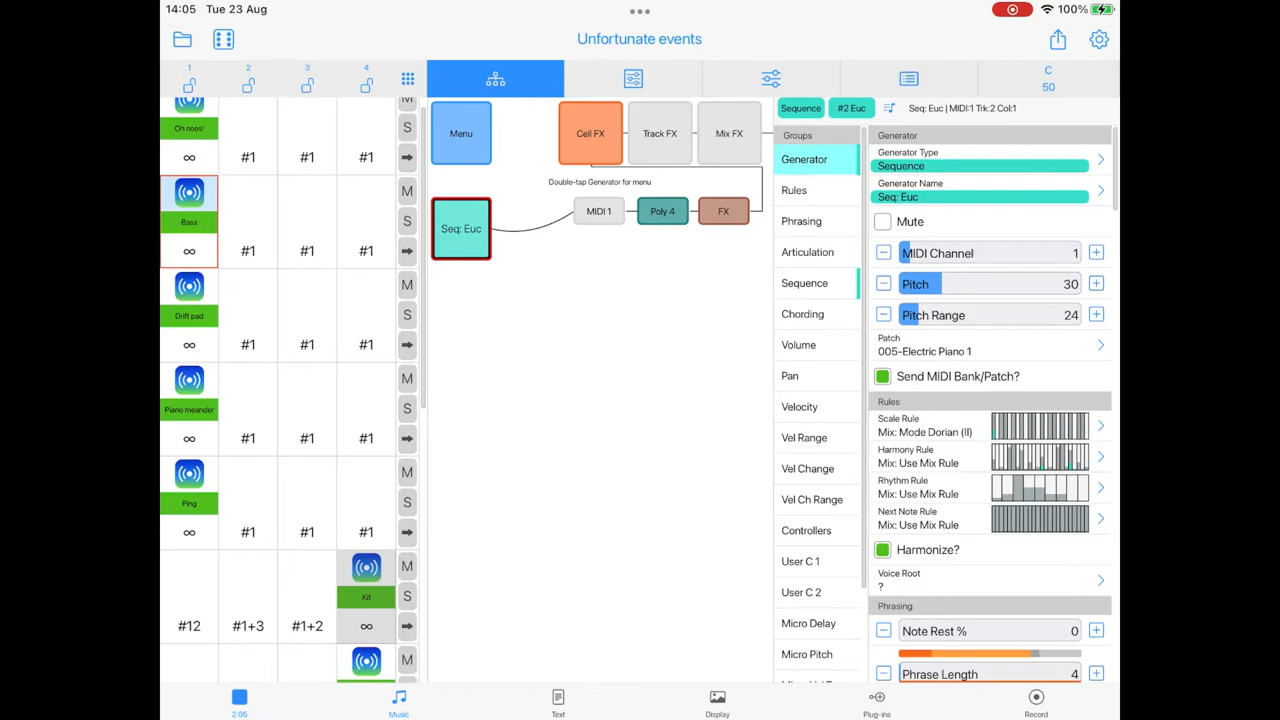 14:05 Tue 23 Aug
100%
Unfortunate events
1 2 3 4
C
50
Oh noes!
∞ #1 #1 #1
M
S
Bass
∞ #1 #1 #1
M
S
Drift pad
∞ #1 #1 #1
M
S
Piano meander
∞ #1 #1 #1
M
S
Ping
∞ #1 #1 #1
M
S
Kit
#12 #1+3 #1+2 ∞
M
S
M
Menu
Cell FX
Track FX
Mix FX
Double-tap Generator for menu
Seq: Euc
MIDI 1
Poly 4
FX
Sequence
#2 Euc
Seq: Euc | MIDI:1 Trk:2 Col:1
Groups
Generator
Rules
Phrasing
Articulation
Sequence
Chording
Volume
Pan
Velocity
Vel Range
Vel Change
Vel Ch Range
Controllers
User C 1
User C 2
Micro Delay
Micro Pitch
Generator
Generator Type
Sequence
Generator Name
Seq: Euc
Mute
MIDI Channel 1
Pitch 30
Pitch Range 24
Patch
005-Electric Piano 1
Send MIDI Bank/Patch?
Rules
Scale Rule
Mix: Mode Dorian (II)
Harmony Rule
Mix: Use Mix Rule
Rhythm Rule
Mix: Use Mix Rule
Next Note Rule
Mix: Use Mix Rule
Harmonize?
Voice Root
?
Phrasing
Note Rest % 0
Phrase Length 4
2:05
Music
Text
Display
Plug-ins
Record